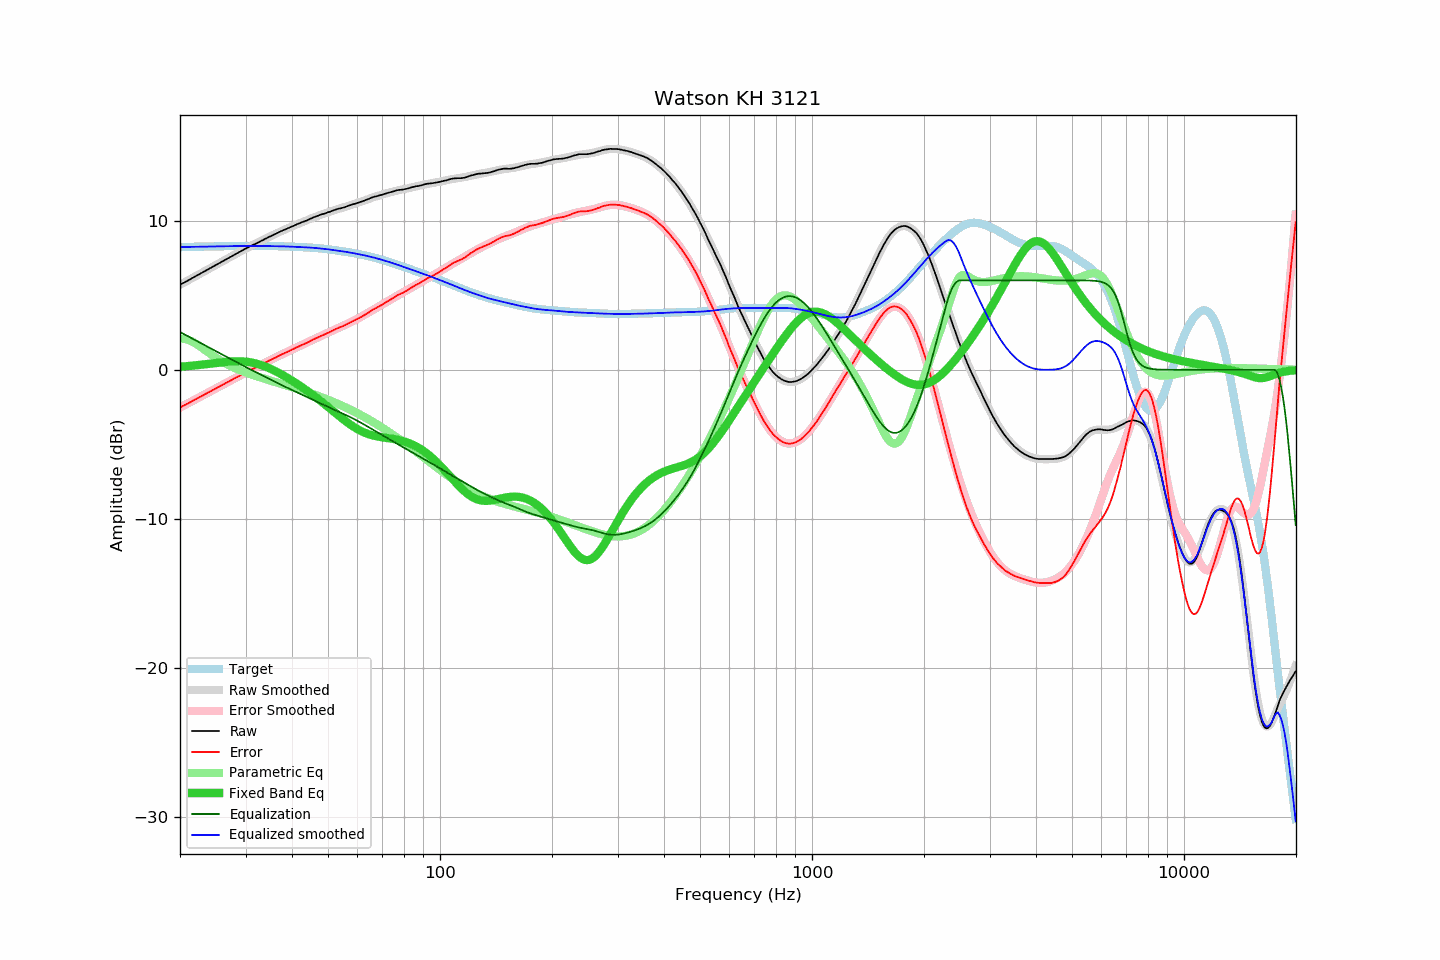 Watson KH 3121
Amplitude (dBr)
10
0
−10
−20
−30
Target
Raw Smoothed
Error Smoothed
Raw
Error
Parametric Eq
Fixed Band Eq
Equalization
Equalized smoothed
100
1000
10000
Frequency (Hz)